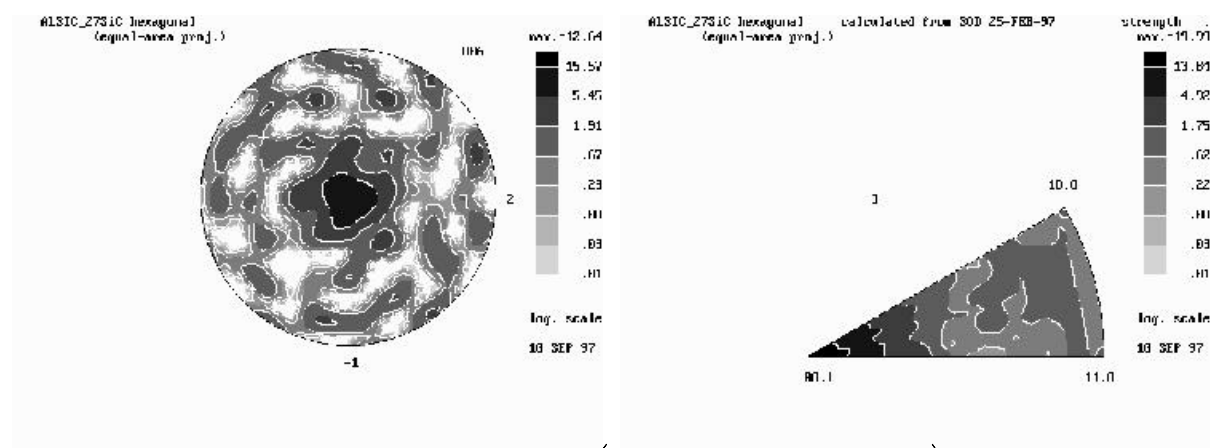 ALSIC_27SiC hexagonal
(equal-area proj.)
006
max.=12.64
15.57
5.45
1.91
.67
.23
.08
.03
.01
2
-1
log. scale
18 SEP 97
ALSIC_27SiC hexagonal calculated from SOD 25-FEB-97 strength
(equal-area proj.)
4.92
1.75
.62
.22
.08
.03
.01
10.0
3
00.1
11.0
log. scale
18 SEP 97